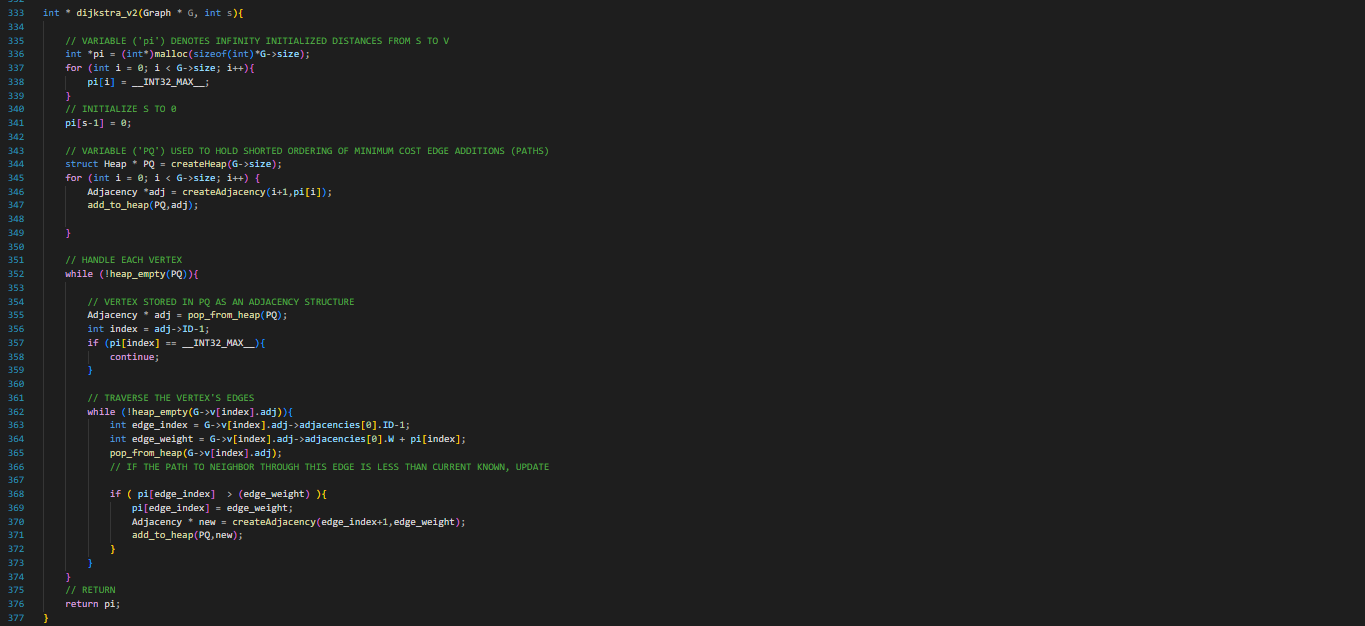 332
333 int * dijkstra_v2(Graph * G, int s){
334
335 // VARIABLE ('pi') DENOTES INFINITY INITIALIZED DISTANCES FROM S TO V
336 int *pi = (int*)malloc(sizeof(int)*G->size);
337 for (int i = 0; i < G->size; i++){
338 pi[i] = __INT32_MAX__;
339 }
340 // INITIALIZE S TO 0
341 pi[s-1] = 0;
342
343 // VARIABLE ('PQ') USED TO HOLD SHORTED ORDERING OF MINIMUM COST EDGE ADDITIONS (PATHS)
344 struct Heap * PQ = createHeap(G->size);
345 for (int i = 0; i < G->size; i++) {
346 Adjacency *adj = createAdjacency(i+1,pi[i]);
347 add_to_heap(PQ,adj);
348
349 }
350
351 // HANDLE EACH VERTEX
352 while (!heap_empty(PQ)){
353
354 // VERTEX STORED IN PQ AS AN ADJACENCY STRUCTURE
355 Adjacency * adj = pop_from_heap(PQ);
356 int index = adj->ID-1;
357 if (pi[index] == __INT32_MAX__){
358 continue;
359 }
360
361 // TRAVERSE THE VERTEX'S EDGES
362 while (!heap_empty(G->v[index].adj)){
363 int edge_index = G->v[index].adj->adjacencies[0].ID-1;
364 int edge_weight = G->v[index].adj->adjacencies[0].W + pi[index];
365 pop_from_heap(G->v[index].adj);
366 // IF THE PATH TO NEIGHBOR THROUGH THIS EDGE IS LESS THAN CURRENT KNOWN, UPDATE
367
368 if ( pi[edge_index] > (edge_weight) ){
369 pi[edge_index] = edge_weight;
370 Adjacency * new = createAdjacency(edge_index+1,edge_weight);
371 add_to_heap(PQ,new);
372 }
373 }
374 }
375 // RETURN
376 return pi;
377 }